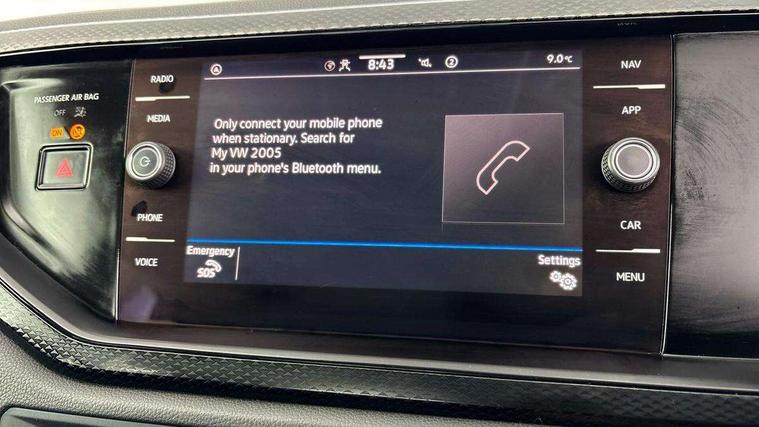 RADIO
MEDIA
PHONE
VOICE
PASSENGER AIR BAG
OFF
ON
8:43
2
9.0°C
Only connect your mobile phone
when stationary. Search for
My VW 2005
in your phone's Bluetooth menu.
Emergency
SOS
Settings
NAV
APP
CAR
MENU